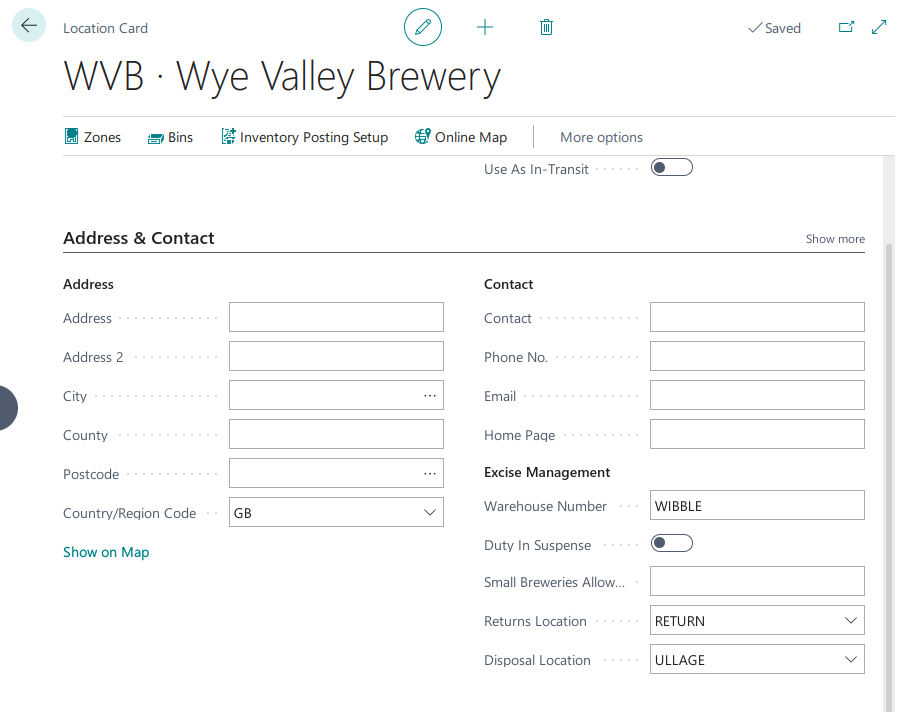 Location Card
Saved
WVB · Wye Valley Brewery
Zones
Bins
Inventory Posting Setup
Online Map
More options
Use As In-Transit
Address & Contact
Show more
Address
Address
Address 2
City
County
Postcode
Country/Region Code GB
Show on Map
Contact
Contact
Phone No.
Email
Home Page
Excise Management
Warehouse Number WIBBLE
Duty In Suspense
Small Breweries Allow...
Returns Location RETURN
Disposal Location ULLAGE